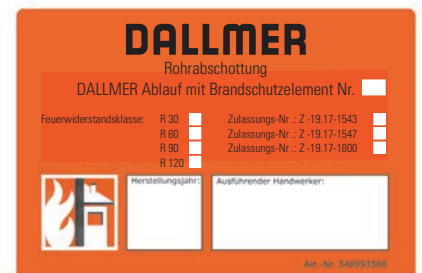 DALLMER
Rohrabschottung
DALLMER Ablauf mit Brandschutzelement Nr.
Feuerwiderstandsklasse: R 30 Zulassungs-Nr .: Z -19.17-1543
R 60 Zulassungs-Nr .: Z -19.17-1547
R 90 Zulassungs-Nr .: Z -19.17-1800
R 120
Herstellungsjahr: Ausführender Handwerker:
Art.-Nr. 348993388